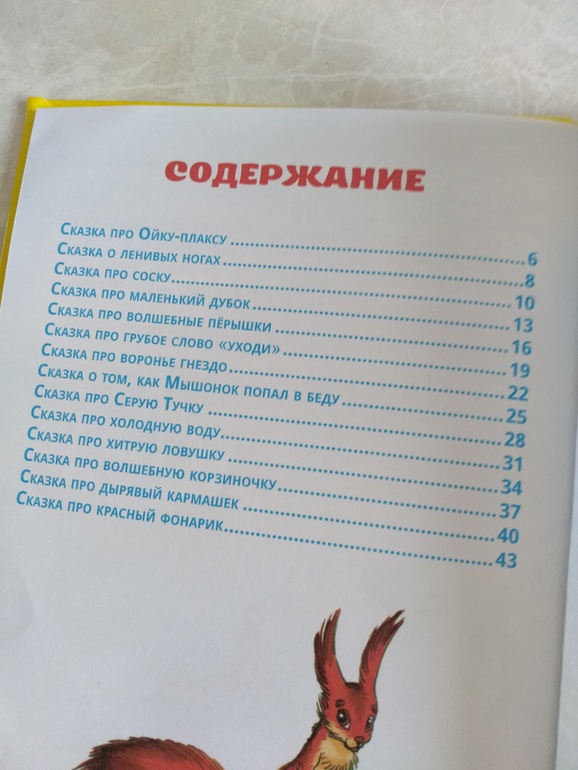 СОДЕРЖАНИЕ
Сказка про Ойку-плаксу ........ 6
Сказка о ленивых ногах ........ 8
Сказка про соску ........ 10
Сказка про маленький дубок ........ 13
Сказка про волшебные пёрышки ........ 16
Сказка про грубое слово «уходи» ........ 19
Сказка про воронье гнездо ........ 22
Сказка о том, как Мышонок попал в беду ........ 25
Сказка про Серую Тучку ........ 28
Сказка про холодную воду ........ 31
Сказка про хитрую ловушку ........ 34
Сказка про волшебную корзиночку ........ 37
Сказка про дырявый кармашек ........ 40
Сказка про красный фонарик ........ 43